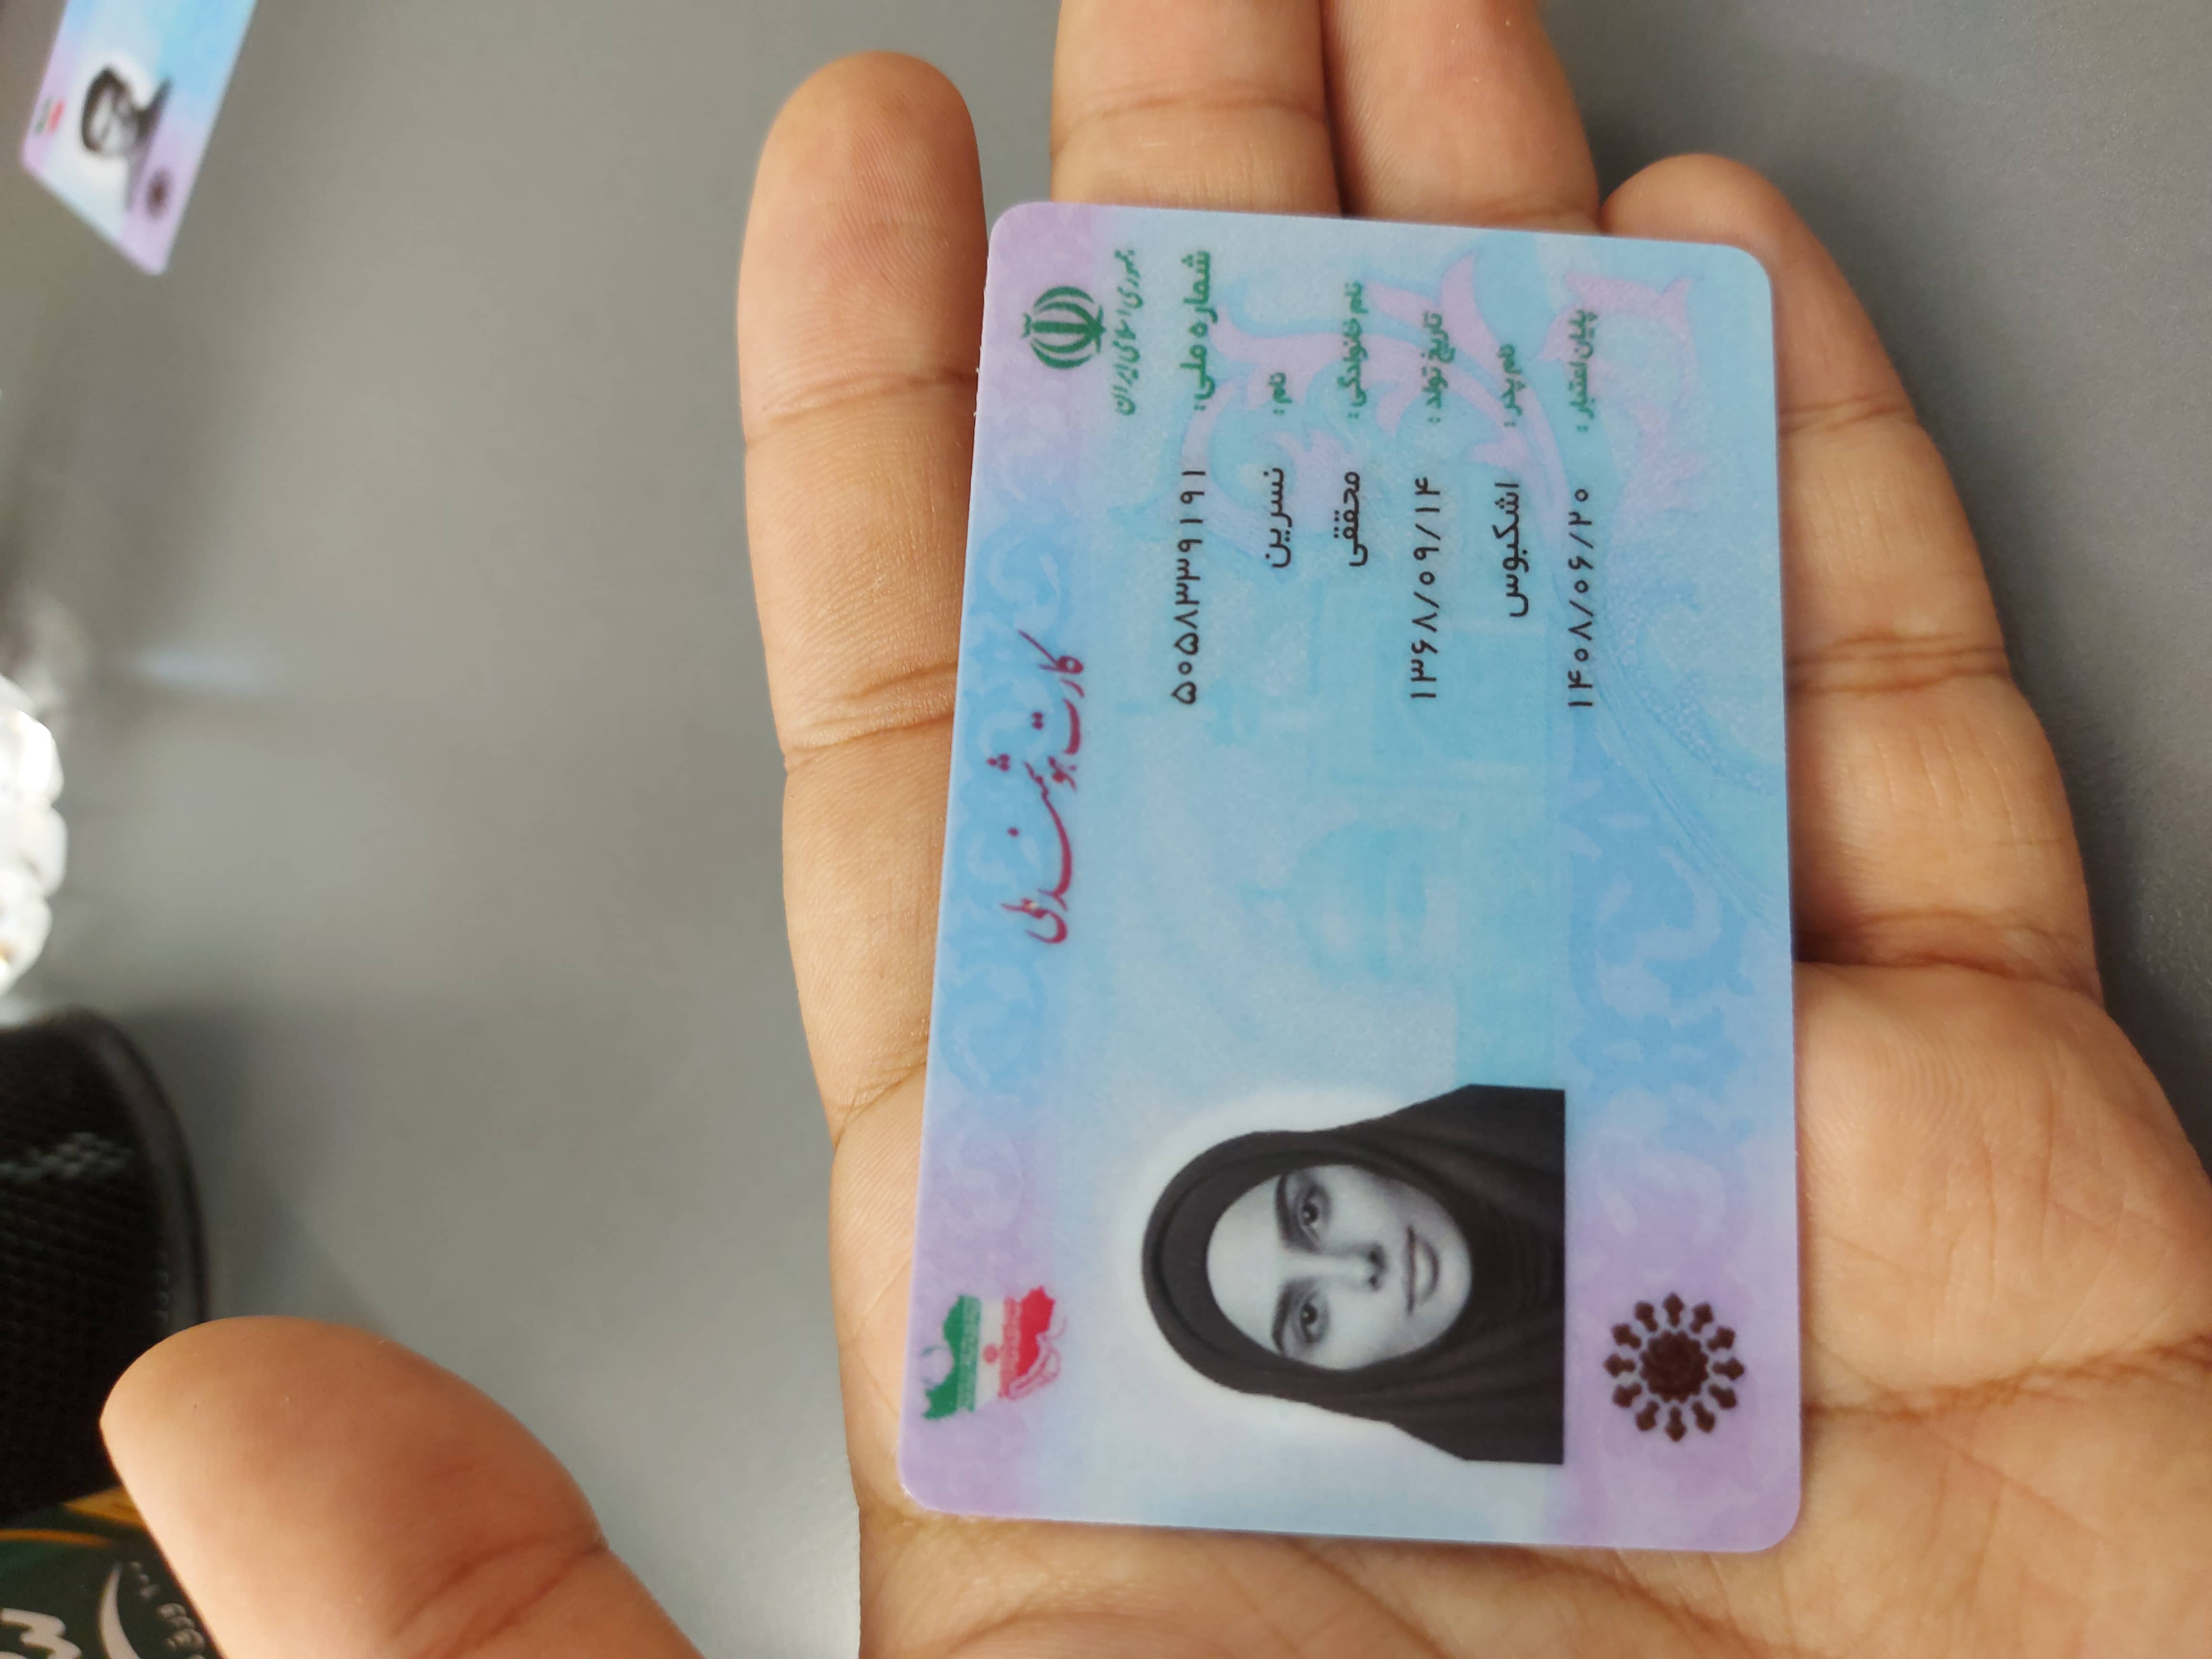 جمهوری اسلامی ایران
کارت هوشمند ملی
شماره ملی: ۵۰۰۵۸۳۳۹۱۹۱
نام: نسرین
نام خانوادگی: محققی
تاریخ تولد: ۱۳۶۸/۰۹/۱۴
نام پدر: اشکبوس
پایان اعتبار: ۱۴۰۸/۰۶/۲۰